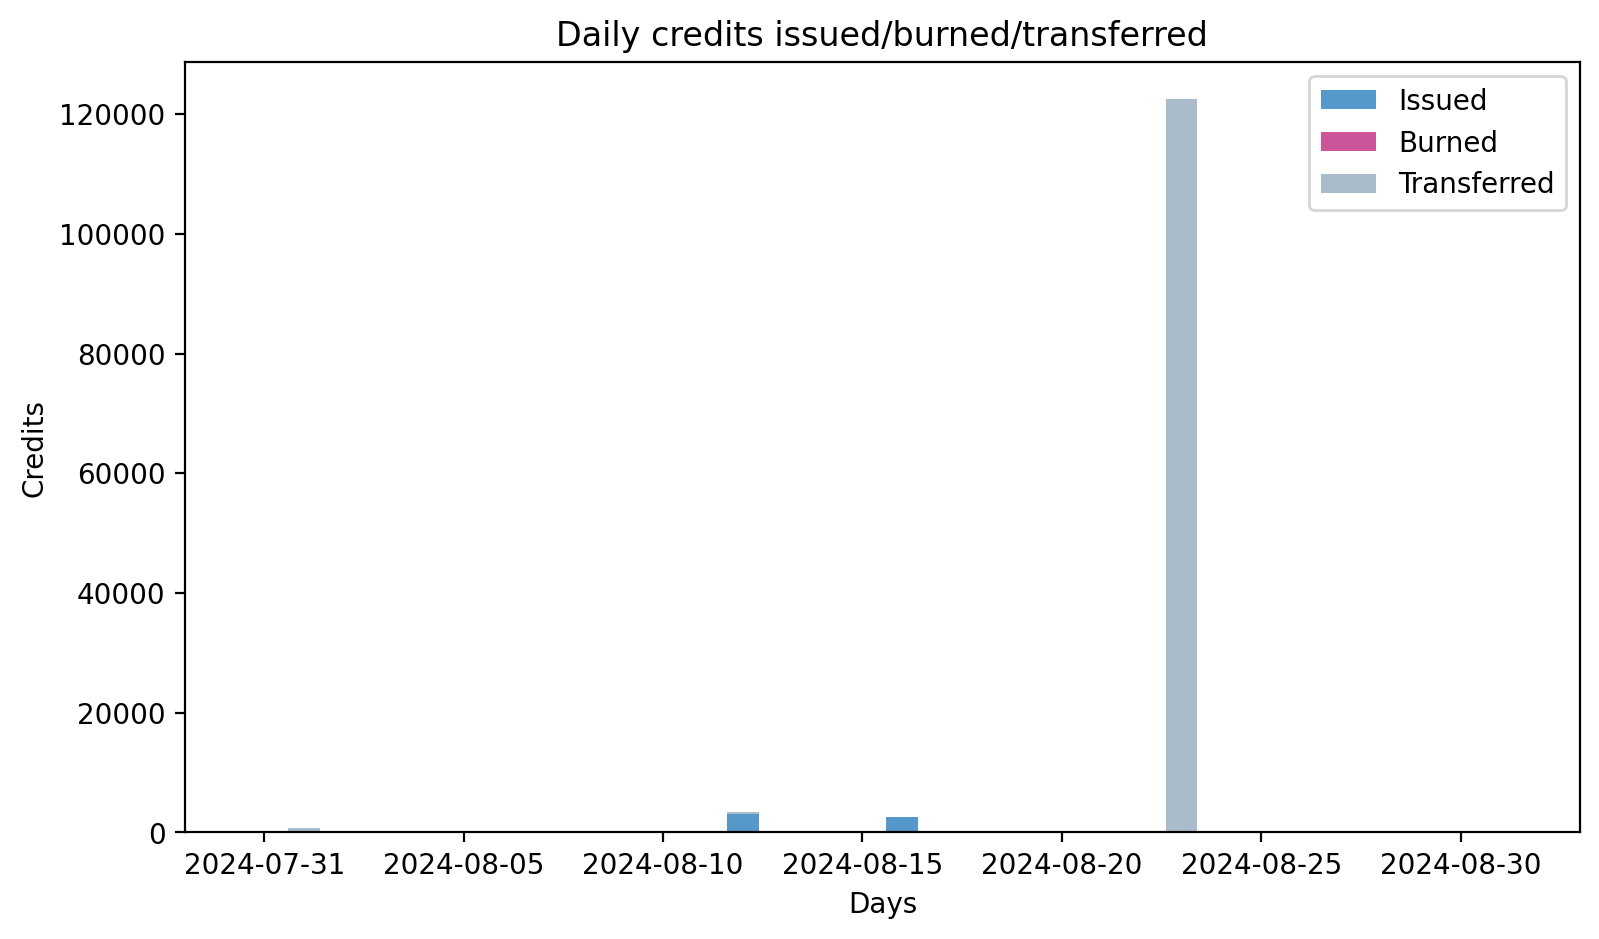 Daily credits issued/burned/transferred
Issued
Burned
Transferred
120000
100000
80000
60000
40000
20000
0
Credits
2024-07-31 2024-08-05 2024-08-10 2024-08-15 2024-08-20 2024-08-25 2024-08-30
Days